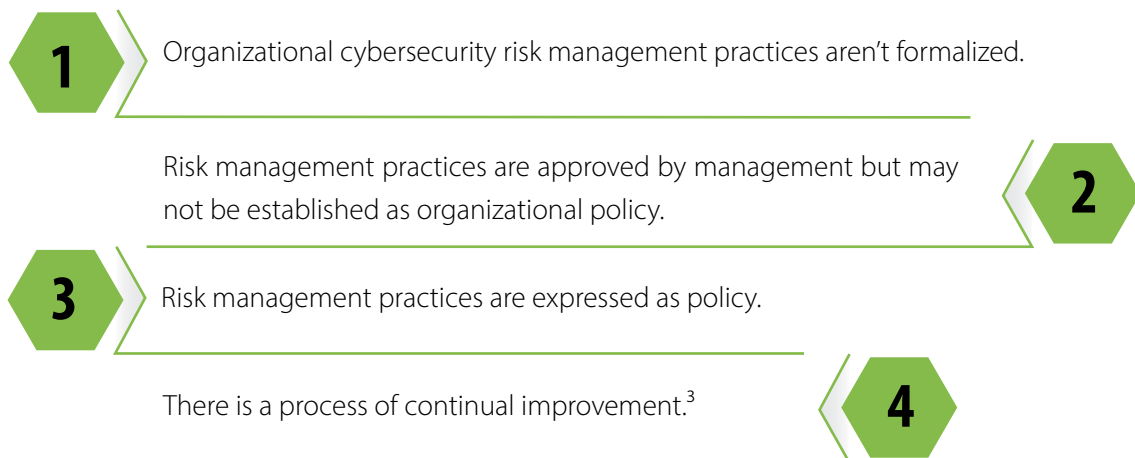 1
Organizational cybersecurity risk management practices aren’t formalized.
Risk management practices are approved by management but may
not be established as organizational policy.
2
3
Risk management practices are expressed as policy.
There is a process of continual improvement.³
4